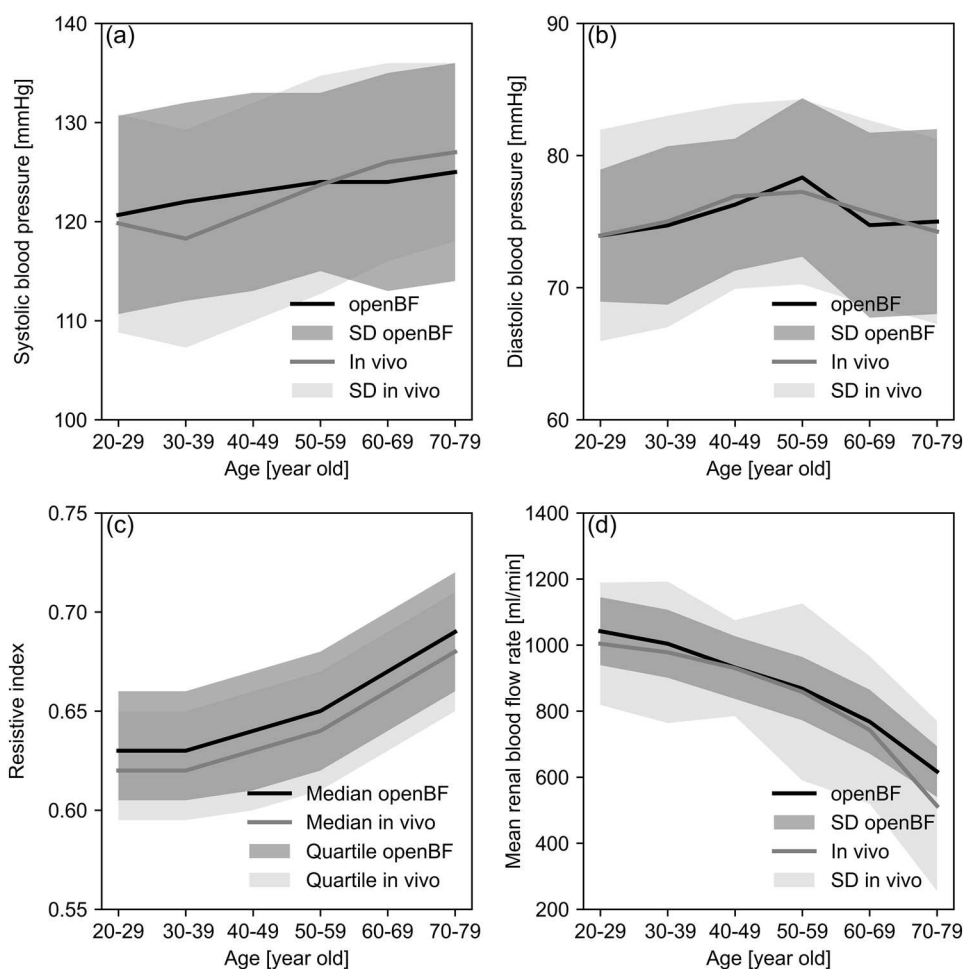 (a)
Systolic blood pressure [mmHg]
140
130
120
110
100
openBF
SD openBF
In vivo
SD in vivo
20-29 30-39 40-49 50-59 60-69 70-79
Age [year old]
(b)
Diastolic blood pressure [mmHg]
90
80
70
60
openBF
SD openBF
In vivo
SD in vivo
20-29 30-39 40-49 50-59 60-69 70-79
Age [year old]
(c)
Resistive index
0.75
0.70
0.65
0.60
0.55
Median openBF
Median in vivo
Quartile openBF
Quartile in vivo
20-29 30-39 40-49 50-59 60-69 70-79
Age [year old]
(d)
Mean renal blood flow rate [ml/min]
1400
1200
1000
800
600
400
200
openBF
SD openBF
In vivo
SD in vivo
20-29 30-39 40-49 50-59 60-69 70-79
Age [year old]